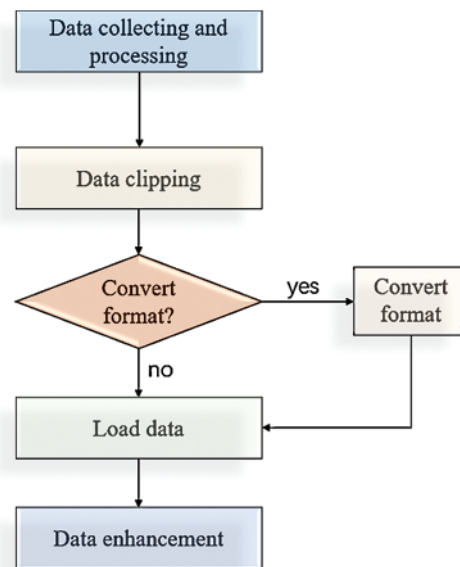 Data collecting and
processing
Data clipping
Convert
format?
yes
Convert
format
no
Load data
Data enhancement